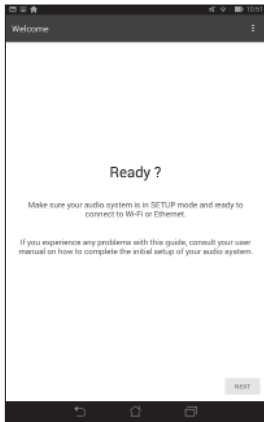 10:51
Welcome
Ready ?
Make sure your audio system is in SETUP mode and ready to
connect to Wi-Fi or Ethernet.
If you experience any problems with this guide, consult your user
manual on how to complete the initial setup of your audio system.
NEXT